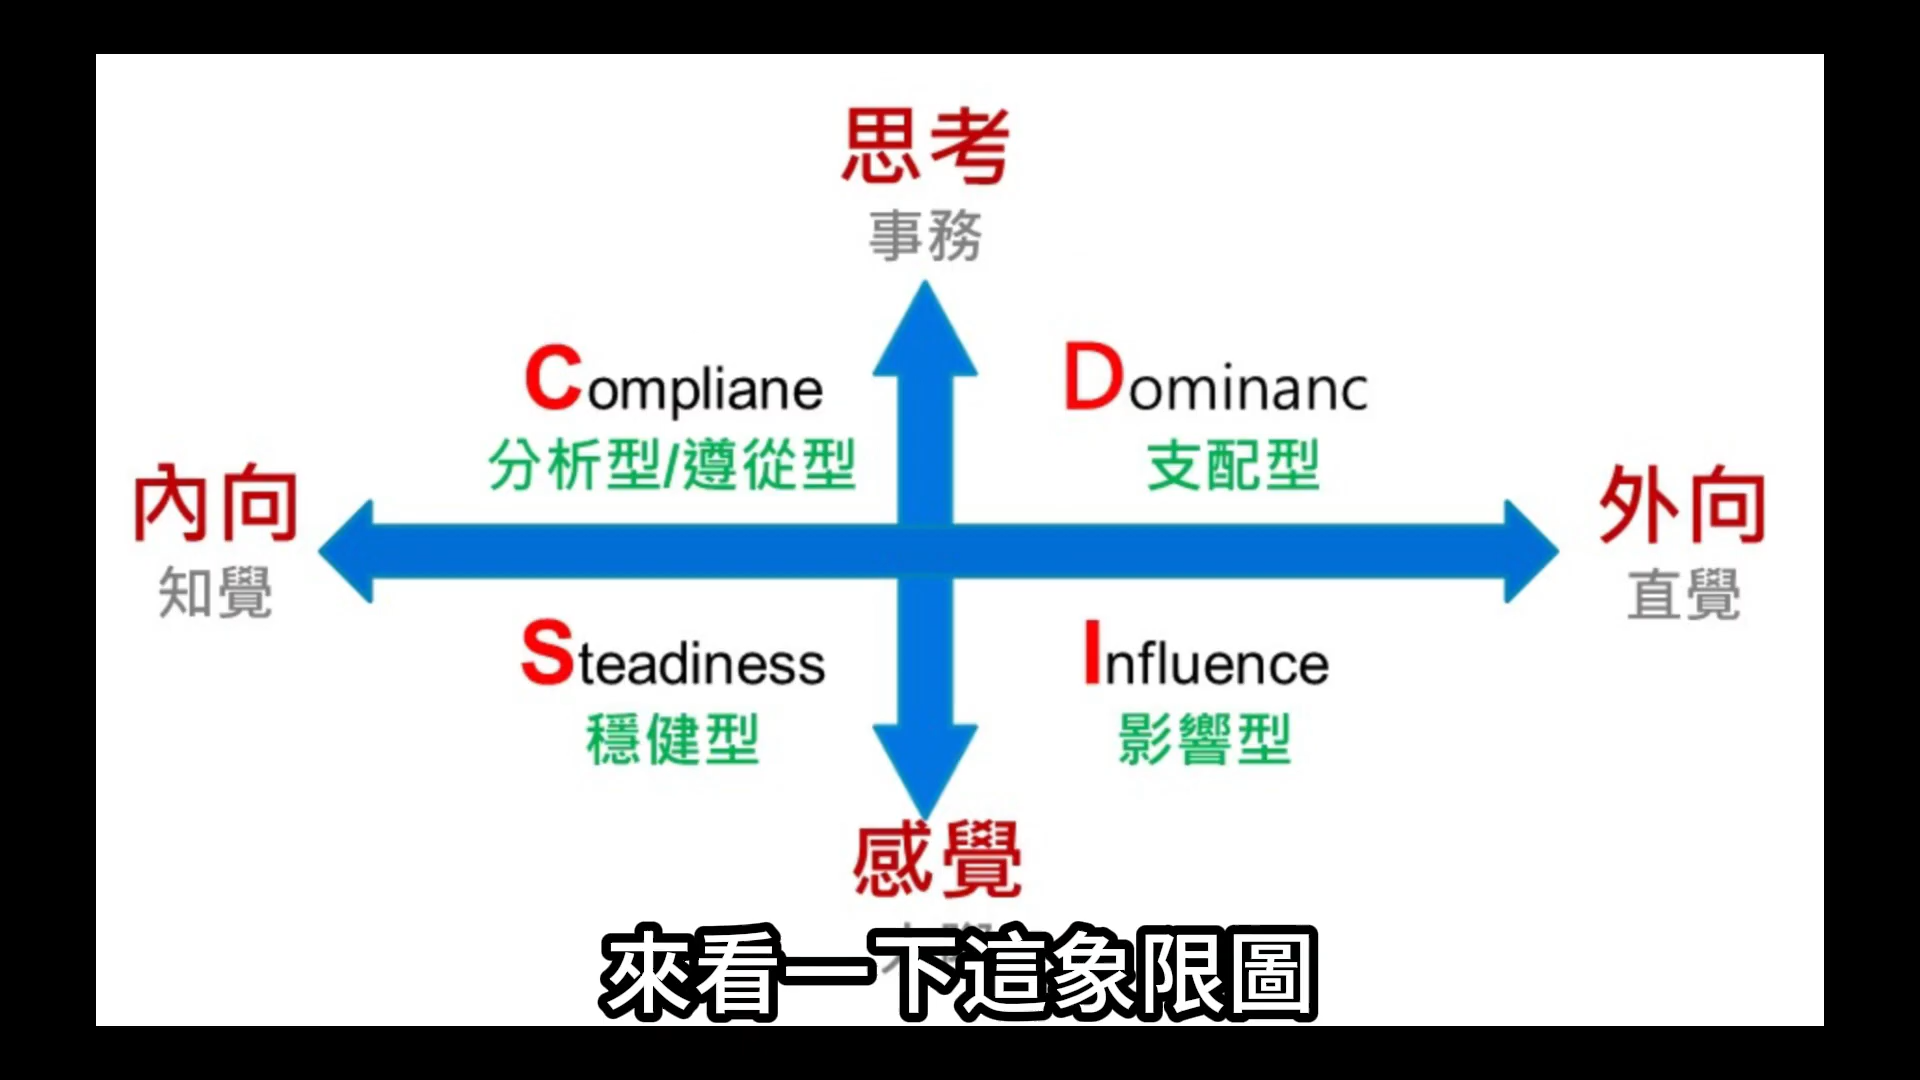 思考
事務
Compliane
分析型/遵從型
Dominanc
支配型
內向
知覺
外向
直覺
Steadiness
穩健型
Influence
影響型
感覺
來看一下這象限圖